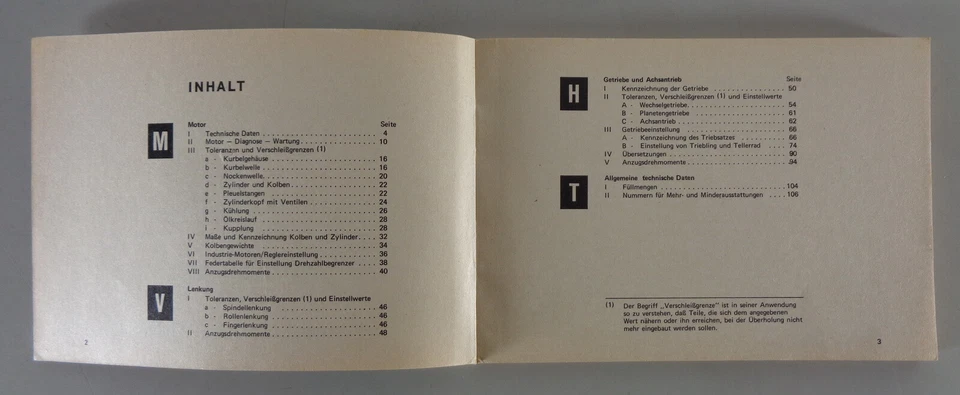 INHALT
M
Motor Seite
I Technische Daten . . . . . . . . . . . . . . . . . . . . . . . 4
II Motor – Diagnose – Wartung . . . . . . . . . . . . . . . 10
III Toleranzen und Verschleißgrenzen (1)
a - Kurbelgehäuse . . . . . . . . . . . . . . . . . . . . . 16
b - Kurbelwelle . . . . . . . . . . . . . . . . . . . . . . . 16
c - Nockenwelle. . . . . . . . . . . . . . . . . . . . . . . 20
d - Zylinder und Kolben . . . . . . . . . . . . . . . . . 22
e - Pleuelstangen . . . . . . . . . . . . . . . . . . . . . 22
f - Zylinderkopf mit Ventilen . . . . . . . . . . . . . . 24
g - Kühlung . . . . . . . . . . . . . . . . . . . . . . . . . 26
h - Ölkreislauf . . . . . . . . . . . . . . . . . . . . . . . 28
i - Kupplung . . . . . . . . . . . . . . . . . . . . . . . . 28
IV Maße und Kennzeichnung Kolben und Zylinder. . . . 32
V Kolbengewichte . . . . . . . . . . . . . . . . . . . . . . . . 34
VI Industrie-Motoren/Reglereinstellung . . . . . . . . . . 36
VII Federtabelle für Einstellung Drehzahlbegrenzer . . . . 38
VIII Anzugsdrehmomente . . . . . . . . . . . . . . . . . . . . 40
V
Lenkung
I Toleranzen, Verschleißgrenzen (1) und Einstellwerte
a - Spindellenkung . . . . . . . . . . . . . . . . . . . . 46
b - Rollenlenkung . . . . . . . . . . . . . . . . . . . . . 46
c - Fingerlenkung . . . . . . . . . . . . . . . . . . . . . 46
II Anzugsdrehmomente . . . . . . . . . . . . . . . . . . . . . 48
2
H
Getriebe und Achsantrieb Seite
I Kennzeichnung der Getriebe . . . . . . . . . . . . . . . 50
II Toleranzen, Verschleißgrenzen (1) und Einstellwerte
A - Wechselgetriebe. . . . . . . . . . . . . . . . . . . . 54
B - Planetengetriebe . . . . . . . . . . . . . . . . . . . 61
C - Achsantrieb . . . . . . . . . . . . . . . . . . . . . . . 62
III Getriebeeinstellung . . . . . . . . . . . . . . . . . . . . . 66
A - Kennzeichnung des Triebsatzes . . . . . . . . . . 66
B - Einstellung von Triebling und Tellerrad . . . . 74
IV Übersetzungen . . . . . . . . . . . . . . . . . . . . . . . . 90
V Anzugsdrehmomente. . . . . . . . . . . . . . . . . . . . . 94
T
Allgemeine technische Daten
I Füllmengen . . . . . . . . . . . . . . . . . . . . . . . . . . 104
II Nummern für Mehr- und Minderausstattungen . . . . 106
(1) Der Begriff „Verschleißgrenze" ist in seiner Anwendung
so zu verstehen, daß Teile, die sich dem angegebenen
Wert nähern oder ihn erreichen, bei der Überholung nicht
mehr eingebaut werden sollen.
3